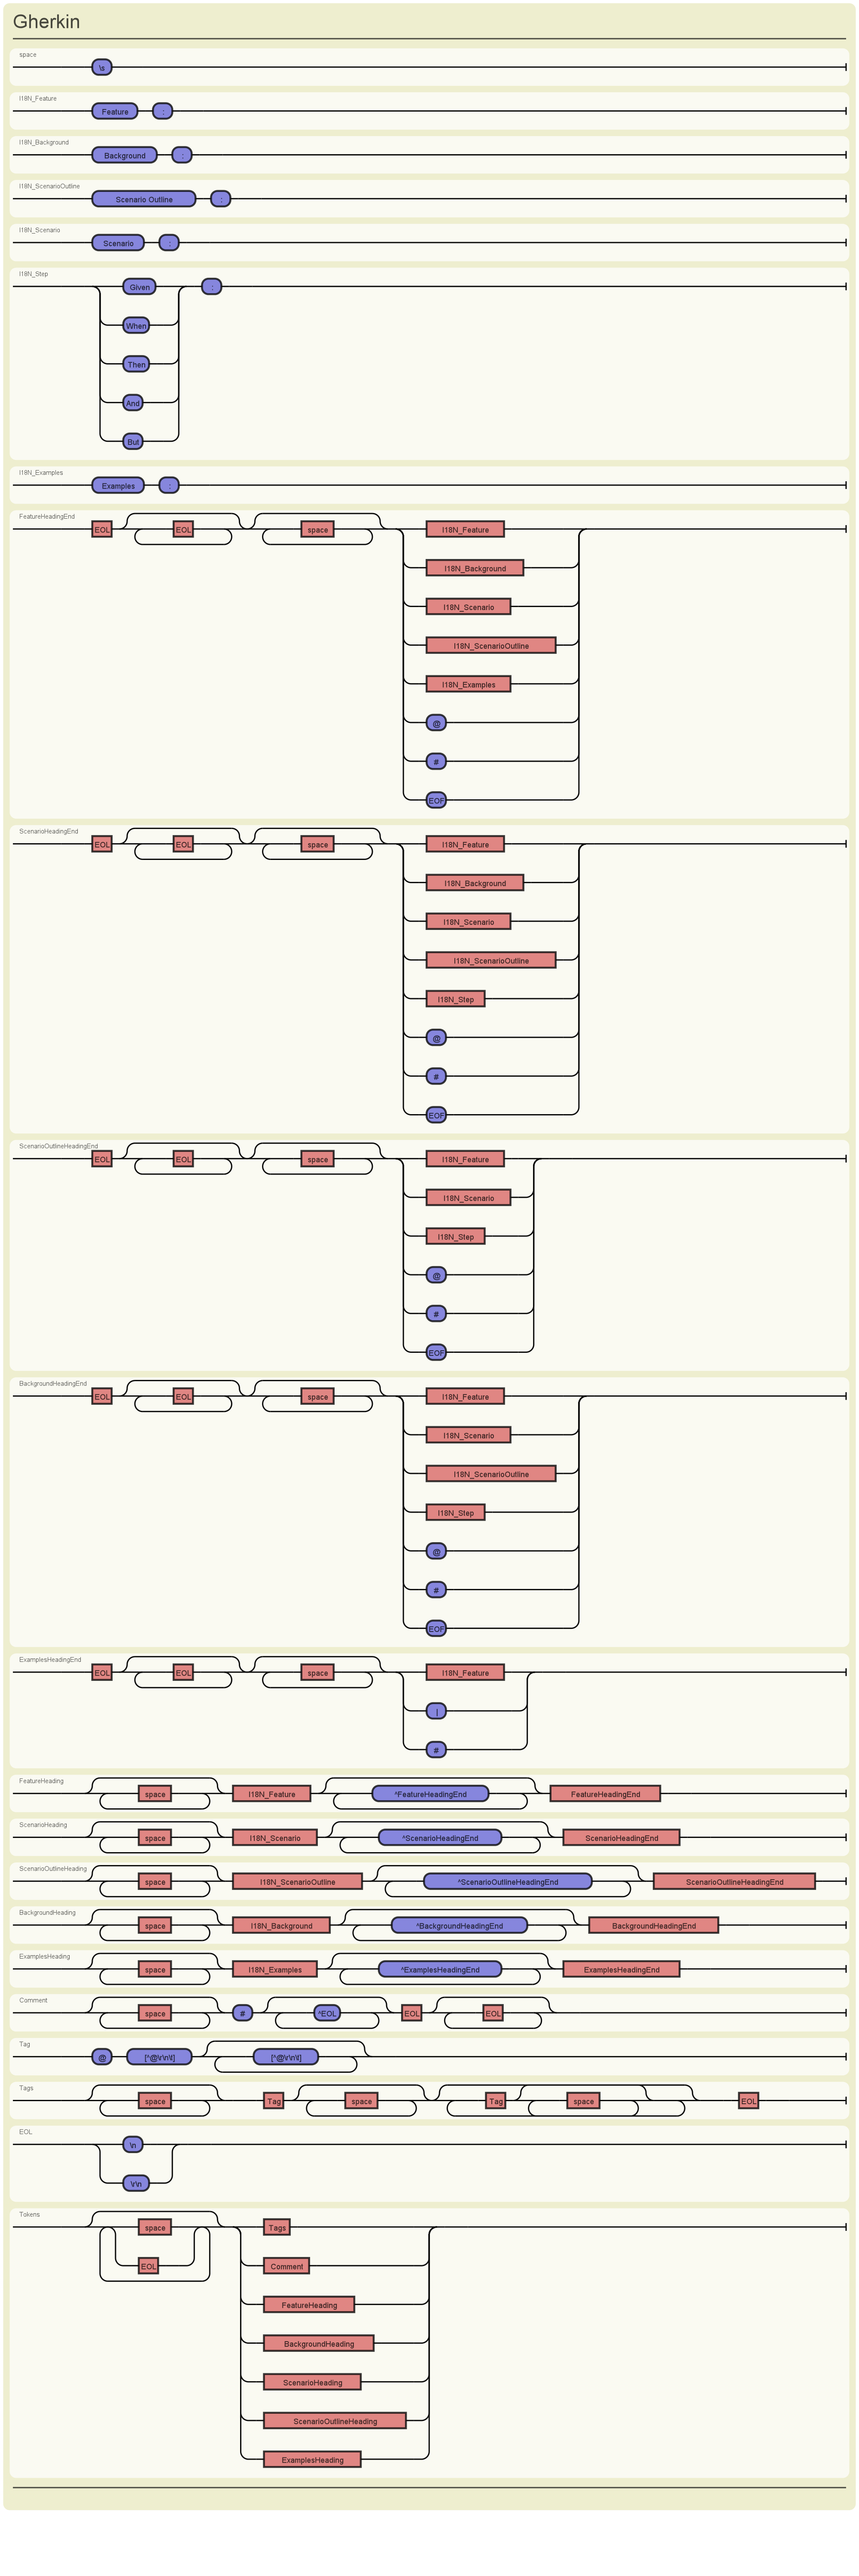 Gherkin
space
\s
I18N_Feature
Feature :
I18N_Background
Background :
I18N_ScenarioOutline
Scenario Outline :
I18N_Scenario
Scenario :
I18N_Step
Given :
When
Then
And
But
I18N_Examples
Examples :
FeatureHeadingEnd
EOL EOL space I18N_Feature
I18N_Background
I18N_Scenario
I18N_ScenarioOutline
I18N_Examples
@
#
EOF
ScenarioHeadingEnd
EOL EOL space I18N_Feature
I18N_Background
I18N_Scenario
I18N_ScenarioOutline
I18N_Step
@
#
EOF
ScenarioOutlineHeadingEnd
EOL EOL space I18N_Feature
I18N_Scenario
I18N_Step
@
#
EOF
BackgroundHeadingEnd
EOL EOL space I18N_Feature
I18N_Scenario
I18N_ScenarioOutline
I18N_Step
@
#
EOF
ExamplesHeadingEnd
EOL EOL space I18N_Feature
|
#
FeatureHeading
space I18N_Feature ^FeatureHeadingEnd FeatureHeadingEnd
ScenarioHeading
space I18N_Scenario ^ScenarioHeadingEnd ScenarioHeadingEnd
ScenarioOutlineHeading
space I18N_ScenarioOutline ^ScenarioOutlineHeadingEnd ScenarioOutlineHeadingEnd
BackgroundHeading
space I18N_Background ^BackgroundHeadingEnd BackgroundHeadingEnd
ExamplesHeading
space I18N_Examples ^ExamplesHeadingEnd ExamplesHeadingEnd
Comment
space # ^EOL EOL EOL
Tag
@ [^@\r\n\t] [^@\r\n\t]
Tags
space Tag space Tag space EOL
EOL
\n
\r\n
Tokens
space Tags
EOL Comment
FeatureHeading
BackgroundHeading
ScenarioHeading
ScenarioOutlineHeading
ExamplesHeading